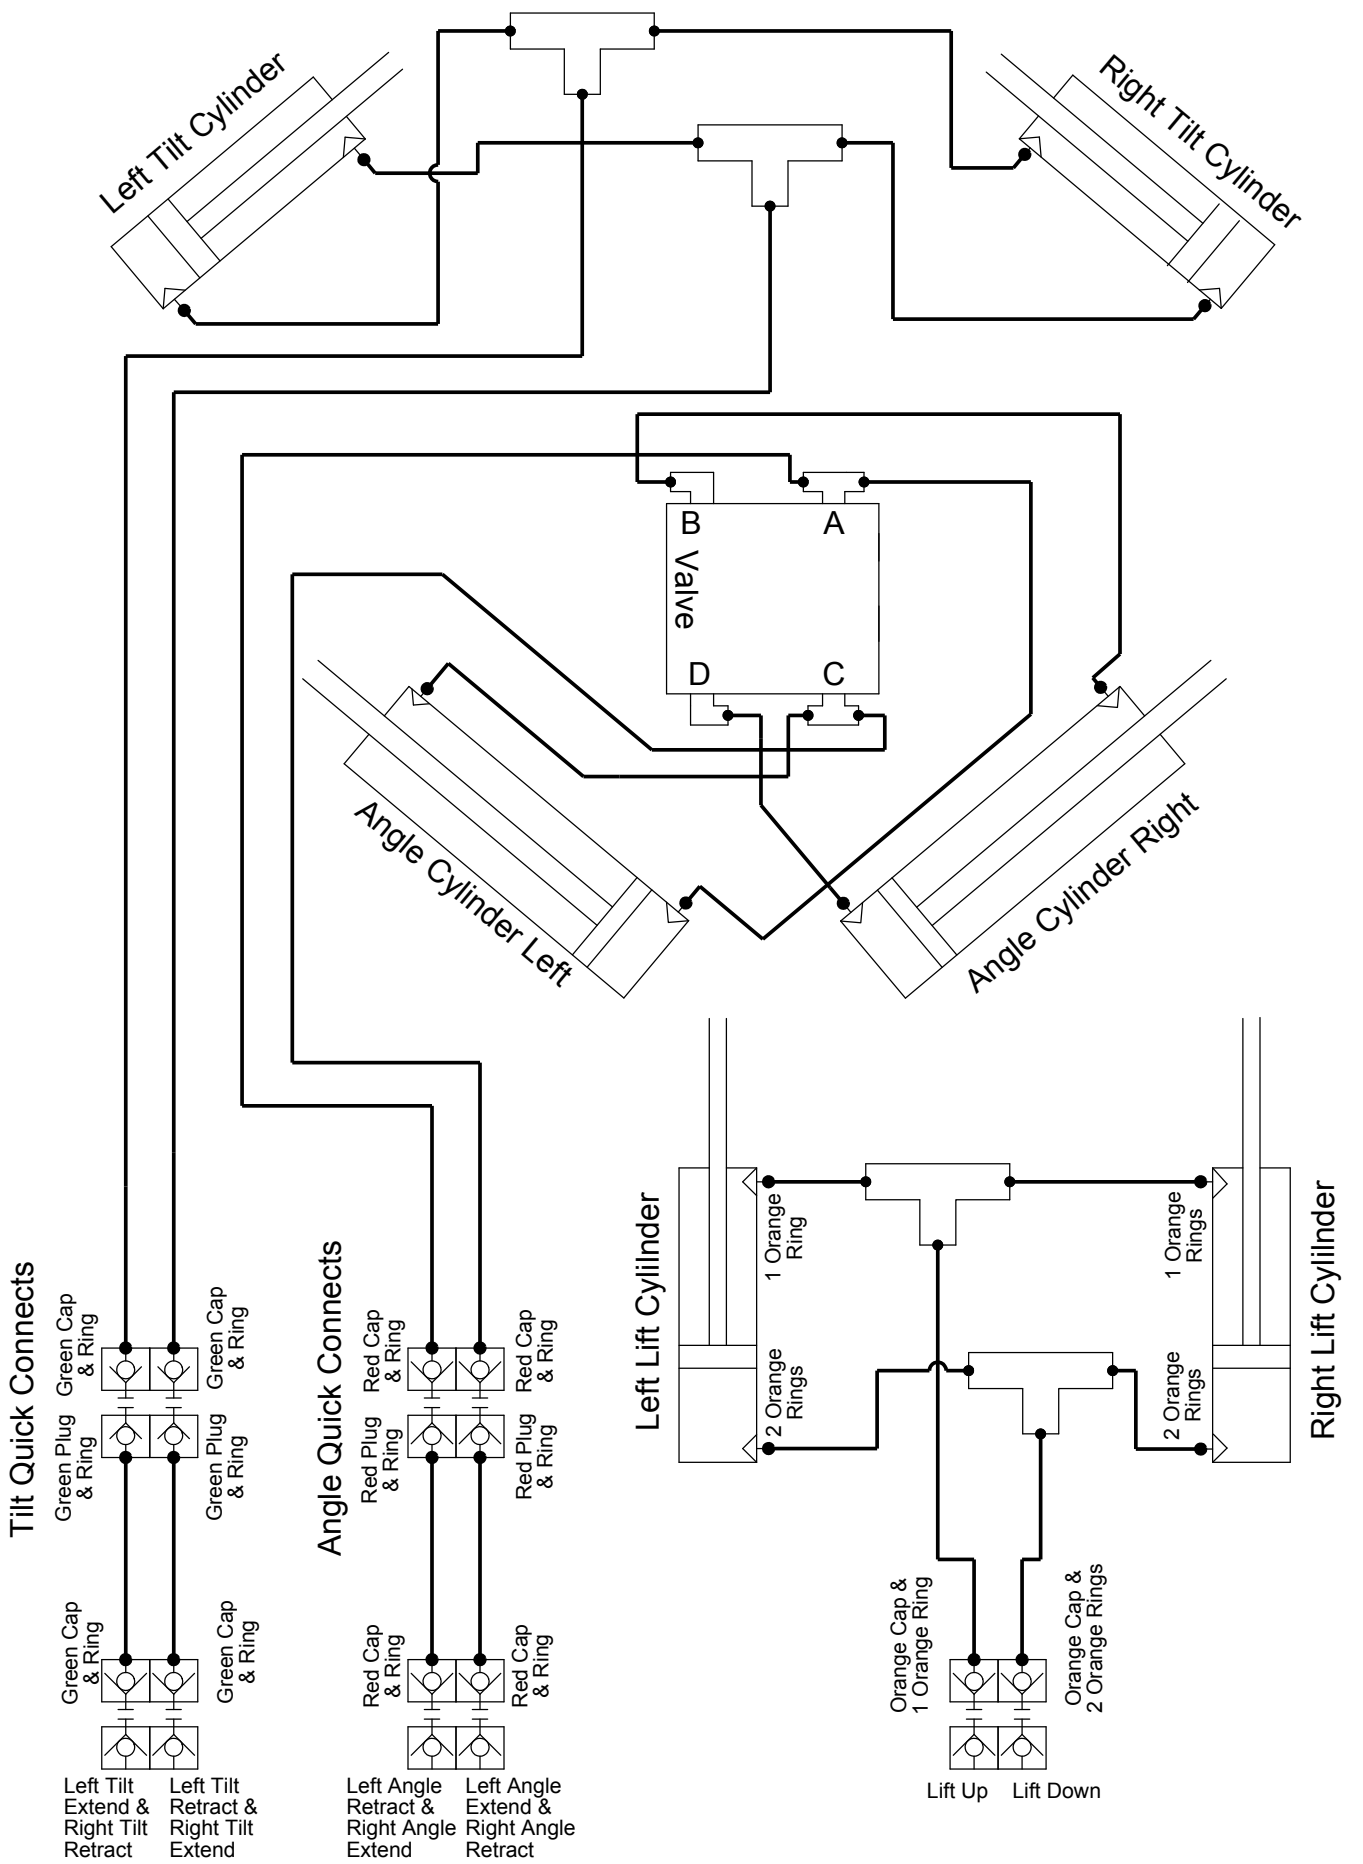 Left Tilt Cylinder
Right Tilt Cylinder
B
A
Valve
D
C
Angle Cylinder Left
Angle Cylinder Right
Left Lift Cylilnder
1 Orange
Ring
2 Orange
Rings
1 Orange
Rings
2 Orange
Rings
Right Lift Cylilnder
Tilt Quick Connects
Green Cap
& Ring
Green Cap
& Ring
Green Plug
& Ring
Green Plug
& Ring
Green Cap
& Ring
Green Cap
& Ring
Left Tilt
Extend &
Right Tilt
Retract
Left Tilt
Retract &
Right Tilt
Extend
Angle Quick Connects
Red Cap
& Ring
Red Cap
& Ring
Red Plug
& Ring
Red Plug
& Ring
Red Cap
& Ring
Red Cap
& Ring
Left Angle
Retract &
Right Angle
Extend
Left Angle
Extend &
Right Angle
Retract
Orange Cap &
1 Orange Ring
Orange Cap &
2 Orange Rings
Lift Up
Lift Down